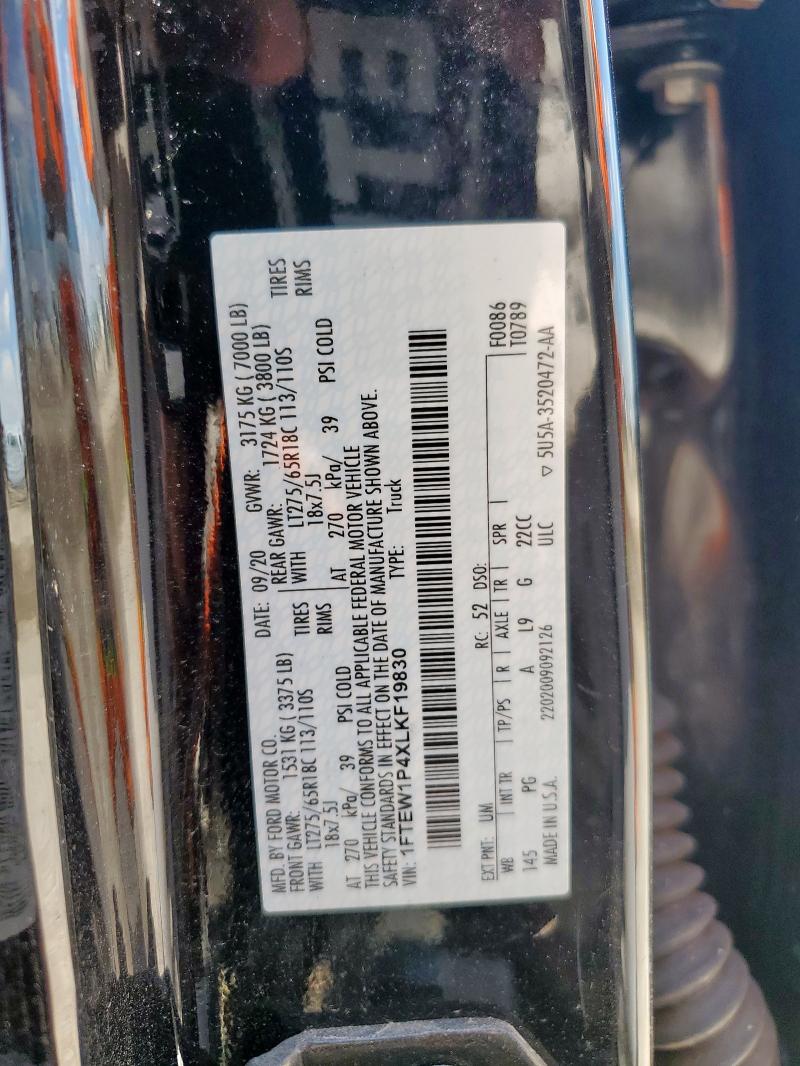 MFD. BY FORD MOTOR CO. DATE: 09/20 GVWR: 3175 KG ( 7000 LB)
FRONT GAWR: 1531 KG ( 3375 LB) REAR GAWR: 1724 KG ( 3800 LB)
WITH LT275/65R18C 113/110S TIRES WITH LT275/65R18C 113/110S TIRES
18x7.5J RIMS 18x7.5J RIMS
AT 270 kPa/ 39 PSI COLD AT 270 kPa/ 39 PSI COLD
THIS VEHICLE CONFORMS TO ALL APPLICABLE FEDERAL MOTOR VEHICLE
SAFETY STANDARDS IN EFFECT ON THE DATE OF MANUFACTURE SHOWN ABOVE.
VIN: 1FTEW1P4XLKF19830 TYPE: Truck
EXT PNT: UM RC: 52 DSO: F0086
WB INT TR TP/PS R AXLE TR SPR T0789
145 PG A L9 G 22CC
MADE IN U.S.A. 2202009092126 ULC ▽ 5U5A-3520472-AA